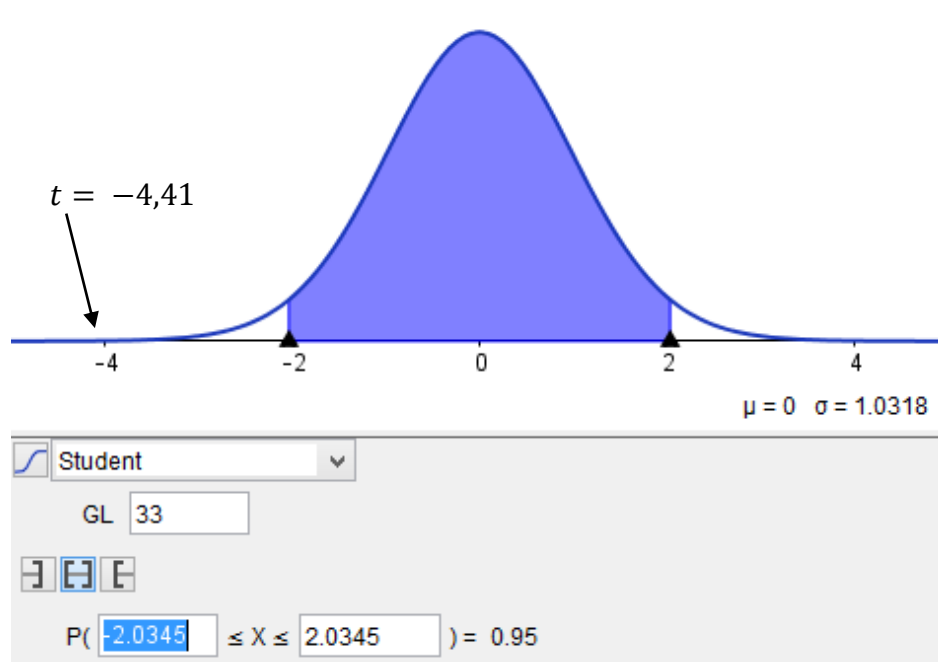 t = −4,41
-4 -2 0 2 4
μ = 0 σ = 1.0318
Student
GL 33
P( -2.0345 ≤ X ≤ 2.0345 ) = 0.95